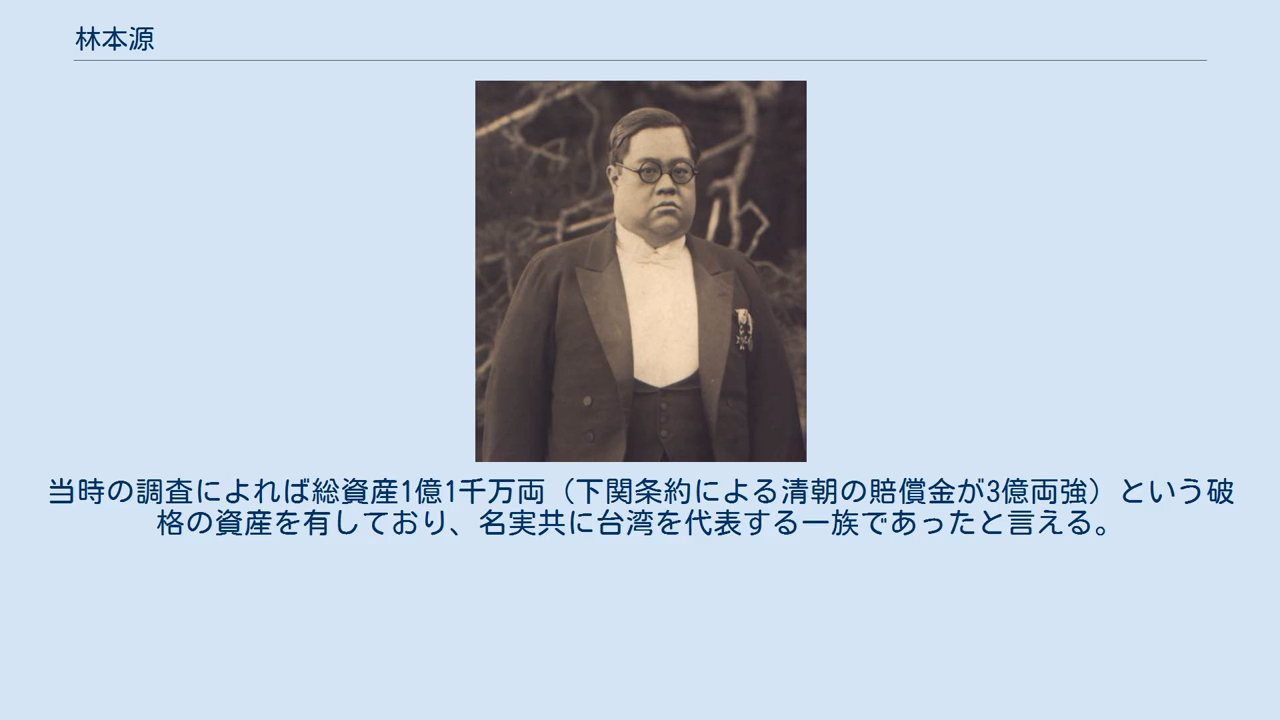 林本源
当時の調査によれば総資産1億1千万両（下関条約による清朝の賠償金が3億両強）という破
格の資産を有しており、名実共に台湾を代表する一族であったと言える。